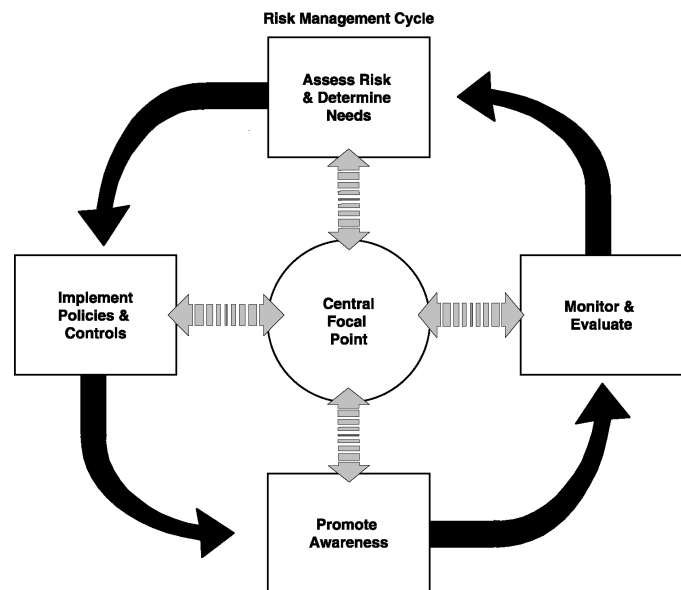 Risk Management Cycle
Assess Risk
& Determine
Needs
Implement
Policies &
Controls
Central
Focal
Point
Monitor &
Evaluate
Promote
Awareness